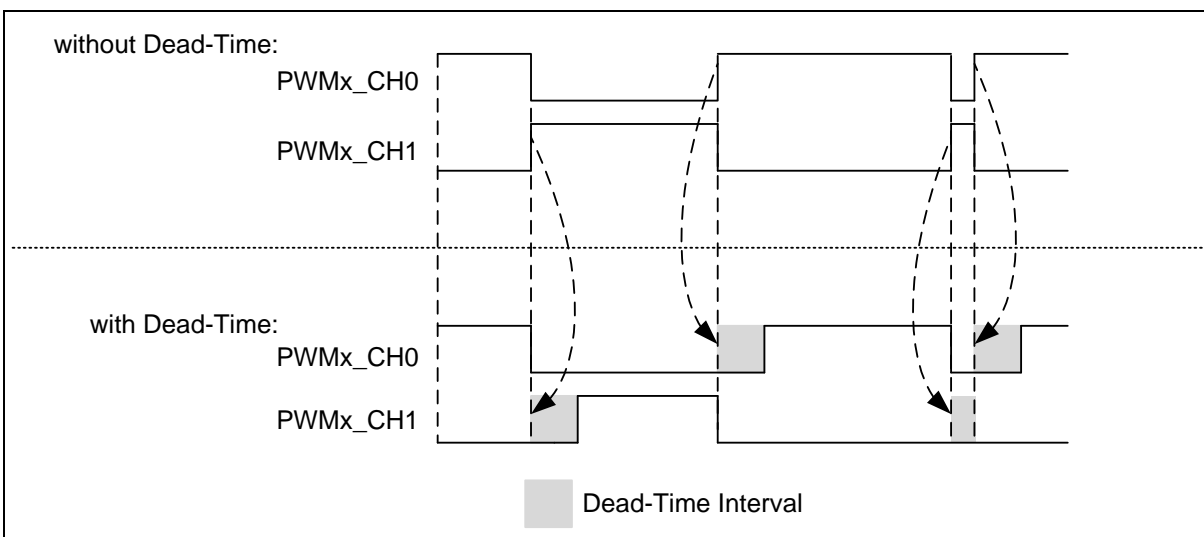 without Dead-Time:
PWMx_CH0
PWMx_CH1
with Dead-Time:
PWMx_CH0
PWMx_CH1
Dead-Time Interval